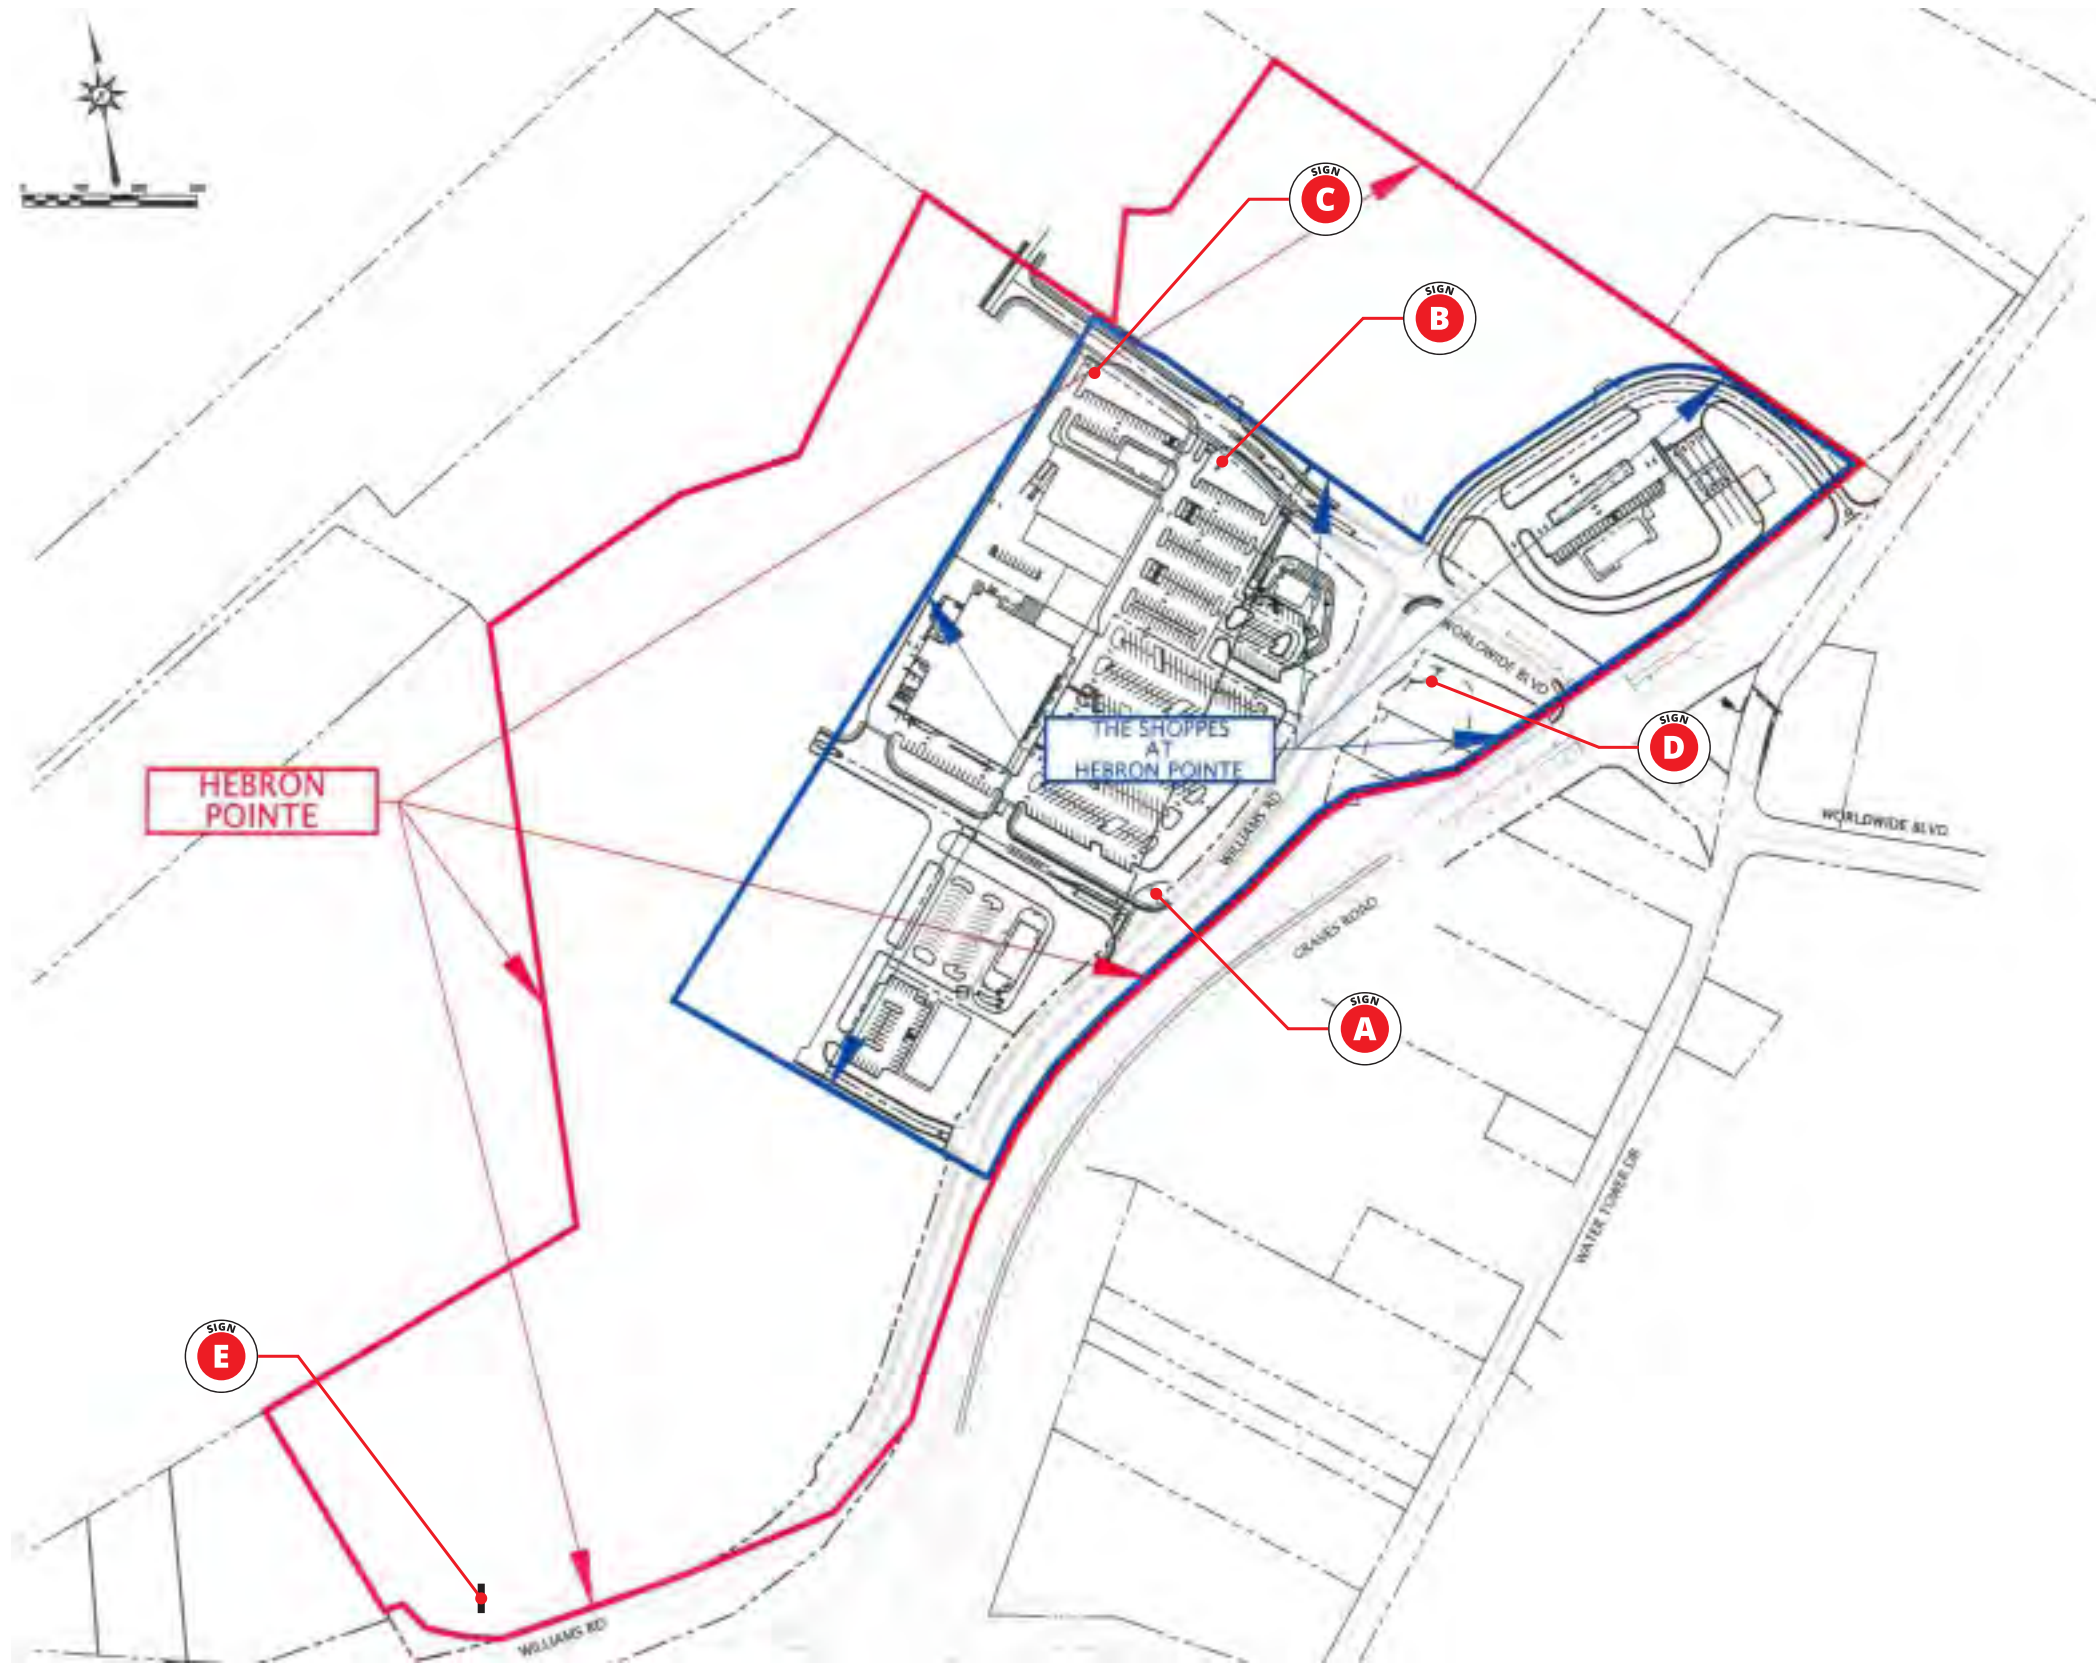 SIGN
C
SIGN
B
WORLDWIDE BLVD
THE SHOPPES
AT
HEBRON POINTE
SIGN
D
HEBRON
POINTE
WILLIAMS RD
WORLDWIDE BLVD
GRAVES ROAD
SIGN
A
WATER TOWER DR
SIGN
E
WILLIAMS RD